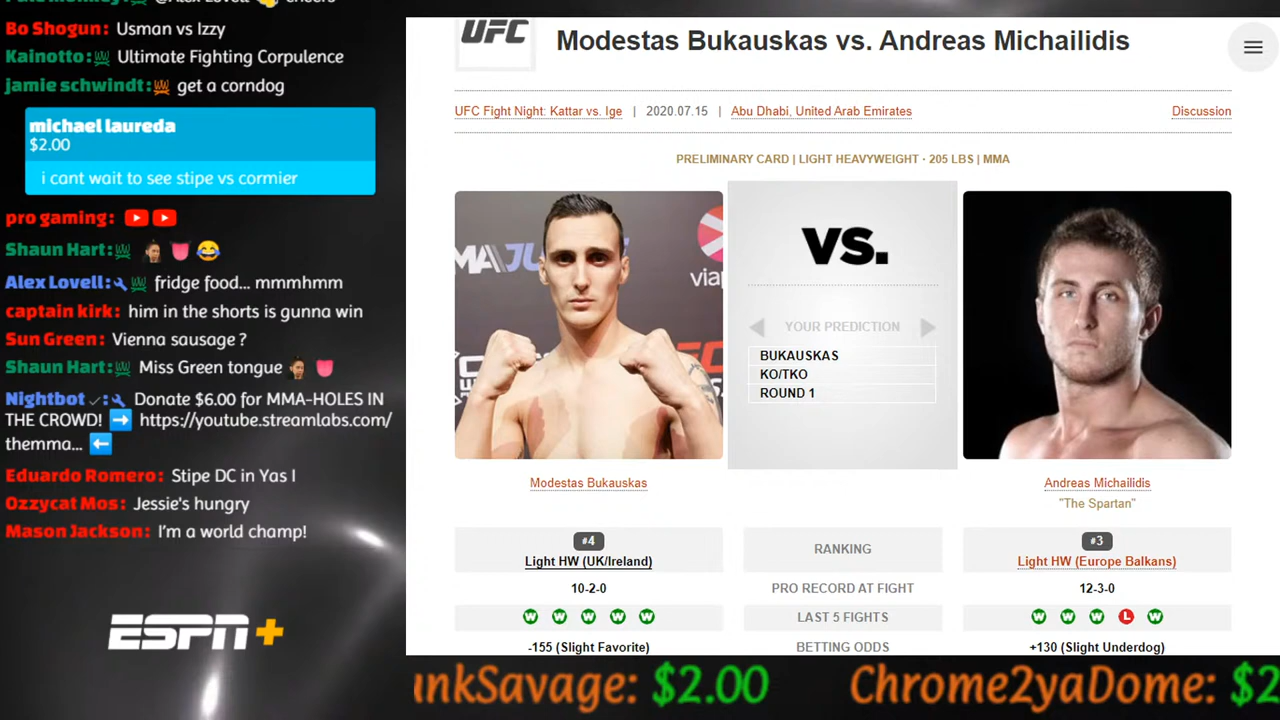 @Alex Lovell cheers
Bo Shogun: Usman vs Izzy
Kainotto: Ultimate Fighting Corpulence
jamie schwindt: get a corndog
michael laureda
$2.00
i cant wait to see stipe vs cormier
pro gaming:
Shaun Hart:
Alex Lovell: fridge food... mmmhmm
captain kirk: him in the shorts is gunna win
Sun Green: Vienna sausage ?
Shaun Hart: Miss Green tongue
Nightbot : Donate $6.00 for MMA-HOLES IN
THE CROWD! https://youtube.streamlabs.com/
themma...
Eduardo Romero: Stipe DC in Yas I
Ozzycat Mos: Jessie's hungry
Mason Jackson: I'm a world champ!
ESPN+
UFC
Modestas Bukauskas vs. Andreas Michailidis
UFC Fight Night: Kattar vs. Ige | 2020.07.15 | Abu Dhabi, United Arab Emirates Discussion
PRELIMINARY CARD | LIGHT HEAVYWEIGHT · 205 LBS | MMA
VS.
YOUR PREDICTION
BUKAUSKAS
KO/TKO
ROUND 1
Modestas Bukauskas Andreas Michailidis
"The Spartan"
#4 RANKING #3
Light HW (UK/Ireland) Light HW (Europe Balkans)
10-2-0 PRO RECORD AT FIGHT 12-3-0
W W W W W LAST 5 FIGHTS W W W L W
-155 (Slight Favorite) BETTING ODDS +130 (Slight Underdog)
nkSavage: $2.00 Chrome2yaDome: $2